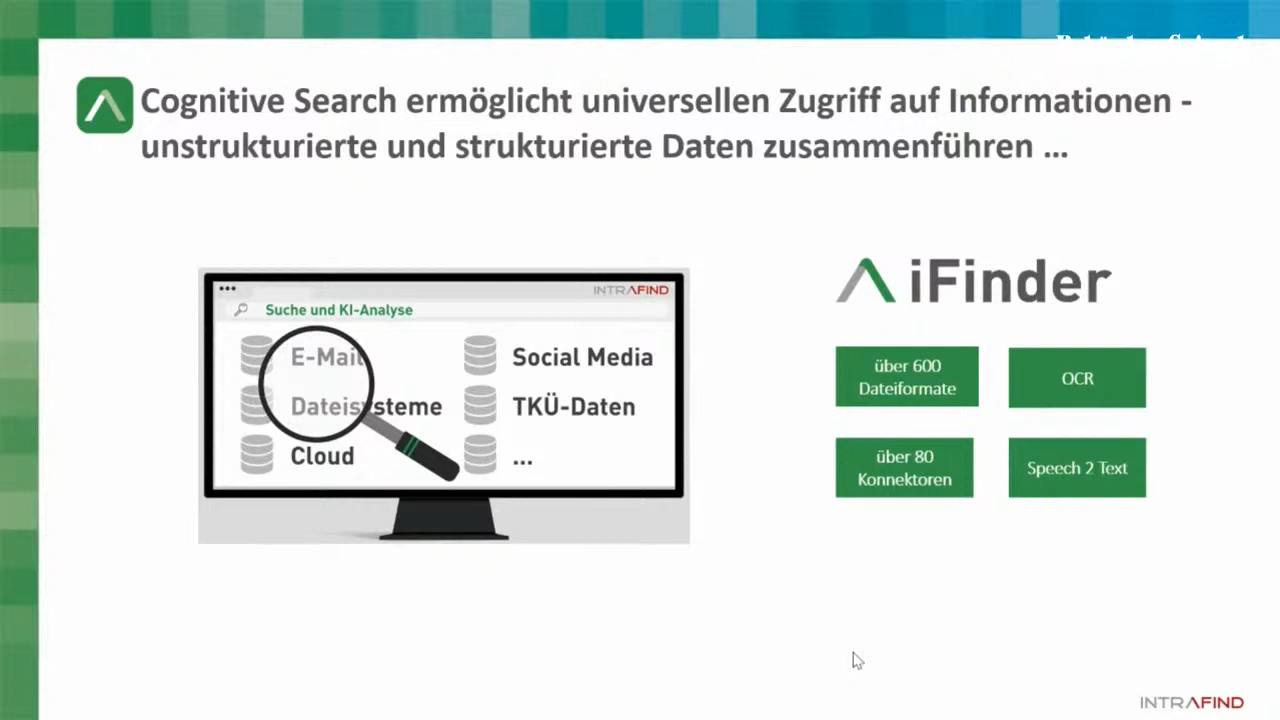 Cognitive Search ermöglicht universellen Zugriff auf Informationen -
unstrukturierte und strukturierte Daten zusammenführen ...
INTRAFIND
Suche und KI-Analyse
E-Mail
Social Media
Dateisysteme
TKÜ-Daten
Cloud
...
iFinder
über 600
Dateiformate
OCR
über 80
Konnektoren
Speech 2 Text
INTRAFIND